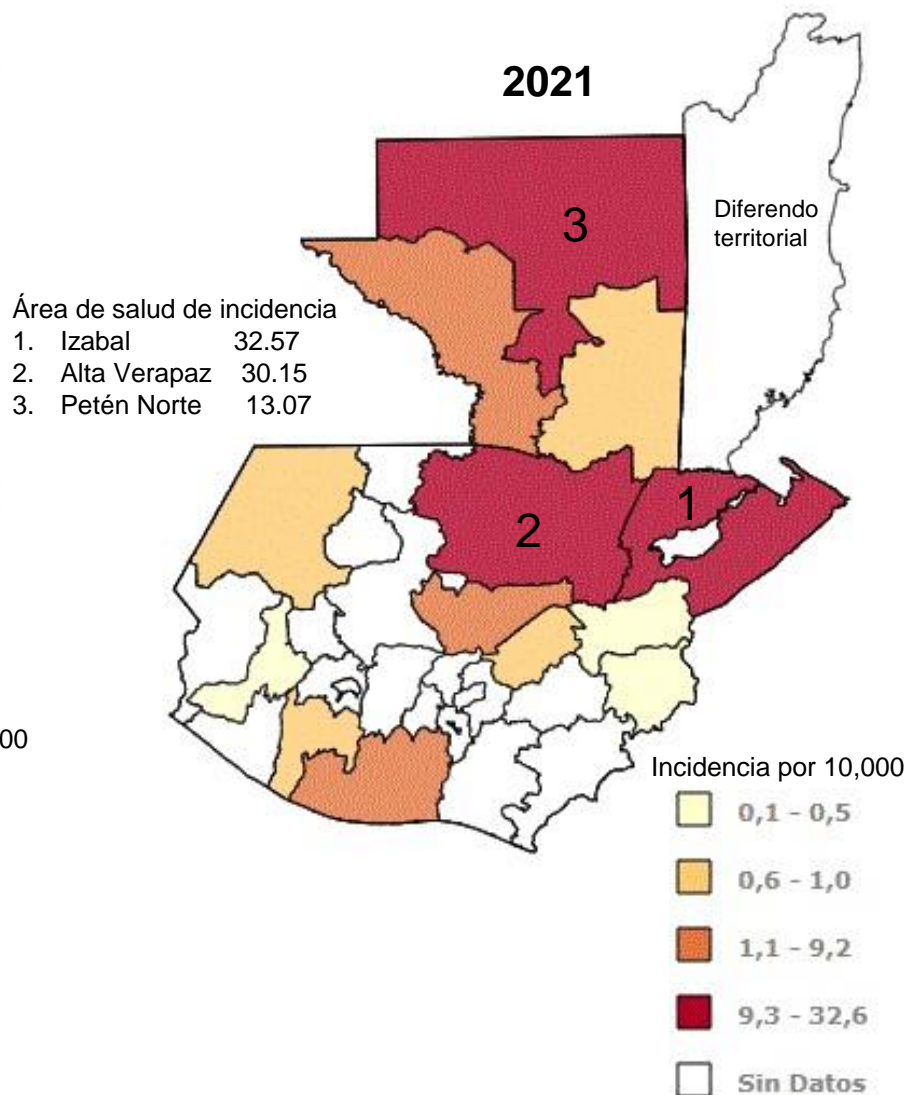 2021
Diferendo
territorial
3
Área de salud de incidencia
1. Izabal 32.57
2. Alta Verapaz 30.15
3. Petén Norte 13.07
1
2
00
Incidencia por 10,000
0,1 - 0,5
0,6 - 1,0
1,1 - 9,2
9,3 - 32,6
Sin Datos